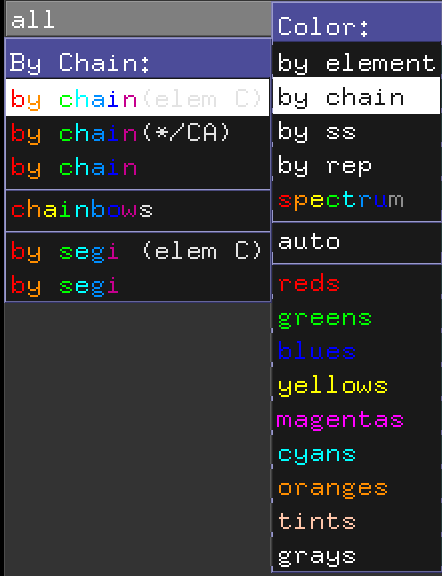 all
By Chain:
by chain(elem C)
by chain(*/CA)
by chain
chainbows
by segi (elem C)
by segi
Color:
by element
by chain
by ss
by rep
spectrum
auto
reds
greens
blues
yellows
magentas
cyans
oranges
tints
grays